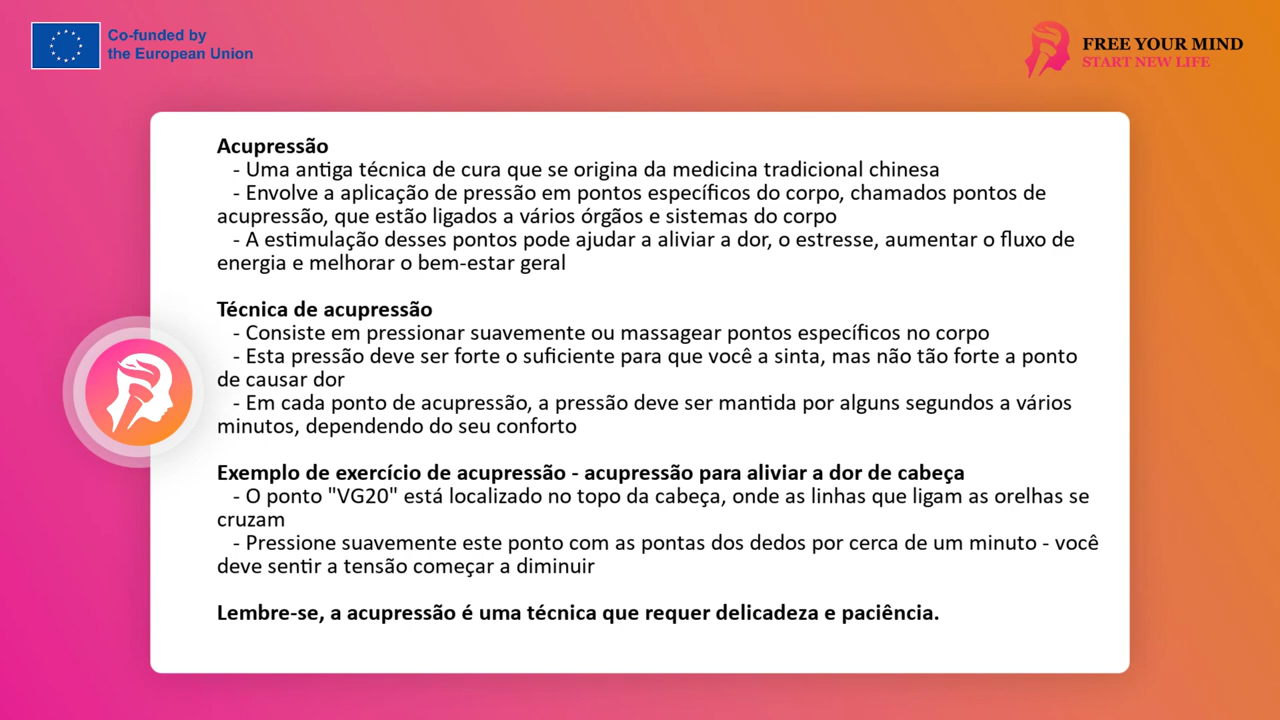 Co-funded by
the European Union
FREE YOUR MIND
START NEW LIFE
Acupressão
- Uma antiga técnica de cura que se origina da medicina tradicional chinesa
- Envolve a aplicação de pressão em pontos específicos do corpo, chamados pontos de
acupressão, que estão ligados a vários órgãos e sistemas do corpo
- A estimulação desses pontos pode ajudar a aliviar a dor, o estresse, aumentar o fluxo de
energia e melhorar o bem-estar geral
Técnica de acupressão
- Consiste em pressionar suavemente ou massagear pontos específicos no corpo
- Esta pressão deve ser forte o suficiente para que você a sinta, mas não tão forte a ponto
de causar dor
- Em cada ponto de acupressão, a pressão deve ser mantida por alguns segundos a vários
minutos, dependendo do seu conforto
Exemplo de exercício de acupressão - acupressão para aliviar a dor de cabeça
- O ponto "VG20" está localizado no topo da cabeça, onde as linhas que ligam as orelhas se
cruzam
- Pressione suavemente este ponto com as pontas dos dedos por cerca de um minuto - você
deve sentir a tensão começar a diminuir
Lembre-se, a acupressão é uma técnica que requer delicadeza e paciência.